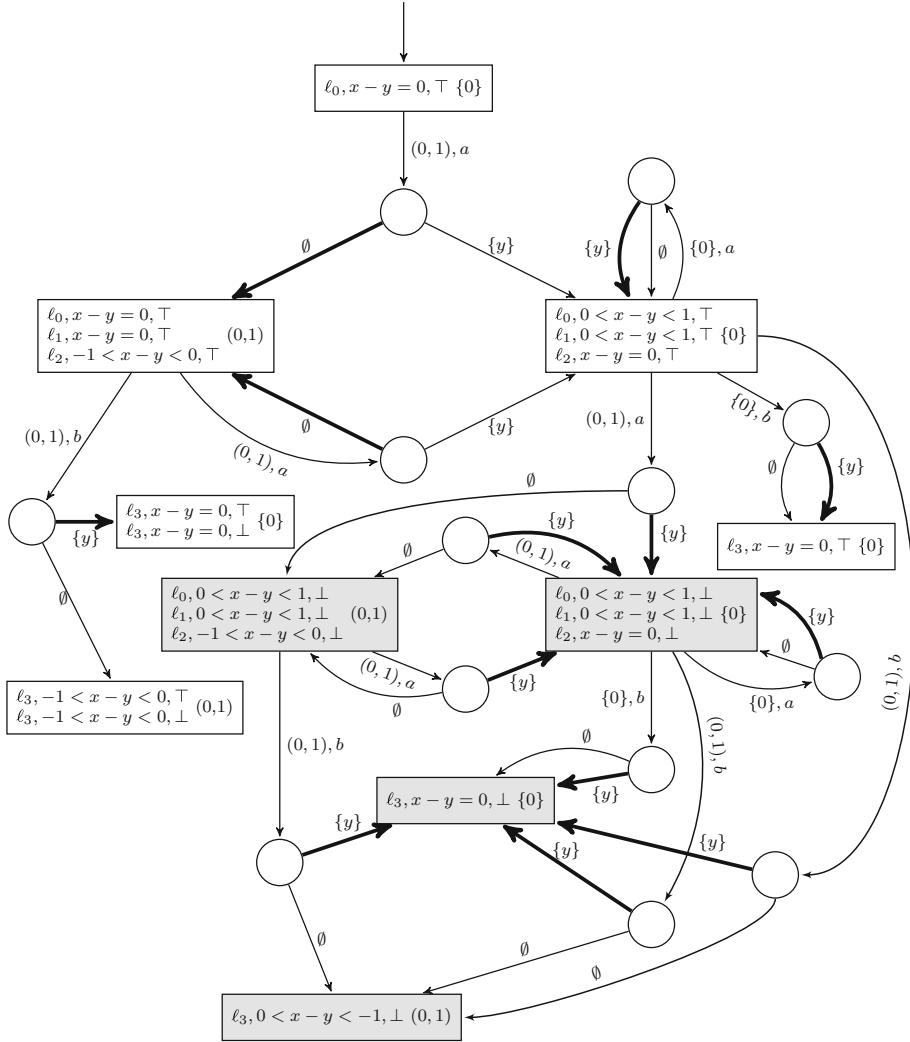 ℓ₀, x − y = 0, ⊤ {0}
(0, 1), a
∅
{y}
{y}
∅
{0}, a
ℓ₀, x − y = 0, ⊤
ℓ₁, x − y = 0, ⊤ (0,1)
ℓ₂, −1 < x − y < 0, ⊤
ℓ₀, 0 < x − y < 1, ⊤
ℓ₁, 0 < x − y < 1, ⊤ {0}
ℓ₂, x − y = 0, ⊤
(0, 1), b
(0, 1), a
∅
{y}
(0, 1), a
{0}, b
∅
{y}
{y}
ℓ₃, x − y = 0, ⊤
ℓ₃, x − y = 0, ⊥ {0}
∅
ℓ₃, x − y = 0, ⊤ {0}
∅
∅
{y}
(0, 1), a
{y}
ℓ₀, 0 < x − y < 1, ⊥
ℓ₁, 0 < x − y < 1, ⊥ (0, 1)
ℓ₂, −1 < x − y < 0, ⊥
ℓ₀, 0 < x − y < 1, ⊥
ℓ₁, 0 < x − y < 1, ⊥ {0}
ℓ₂, x − y = 0, ⊥
{y}
∅
{0}, a
(0, 1), b
ℓ₃, −1 < x − y < 0, ⊤
ℓ₃, −1 < x − y < 0, ⊥ (0, 1)
(0, 1), a
∅
{y}
{0}, b
(0, 1), b
(0, 1), b
∅
{y}
ℓ₃, x − y = 0, ⊥ {0}
{y}
{y}
{y}
∅
∅
∅
ℓ₃, 0 < x − y < −1, ⊥ (0, 1)